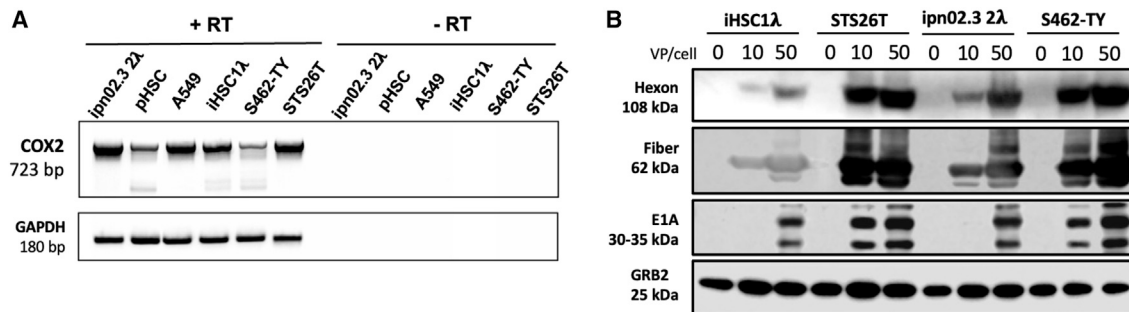 A
+ RT
- RT
ipn02.3 2λ
pHSC
A549
iHSC1λ
S462-TY
STS26T
ipn02.3 2λ
pHSC
A549
iHSC1λ
S462-TY
STS26T
COX2
723 bp
GAPDH
180 bp
B
iHSC1λ STS26T ipn02.3 2λ S462-TY
VP/cell 0 10 50 0 10 50 0 10 50 0 10 50
Hexon
108 kDa
Fiber
62 kDa
E1A
30-35 kDa
GRB2
25 kDa